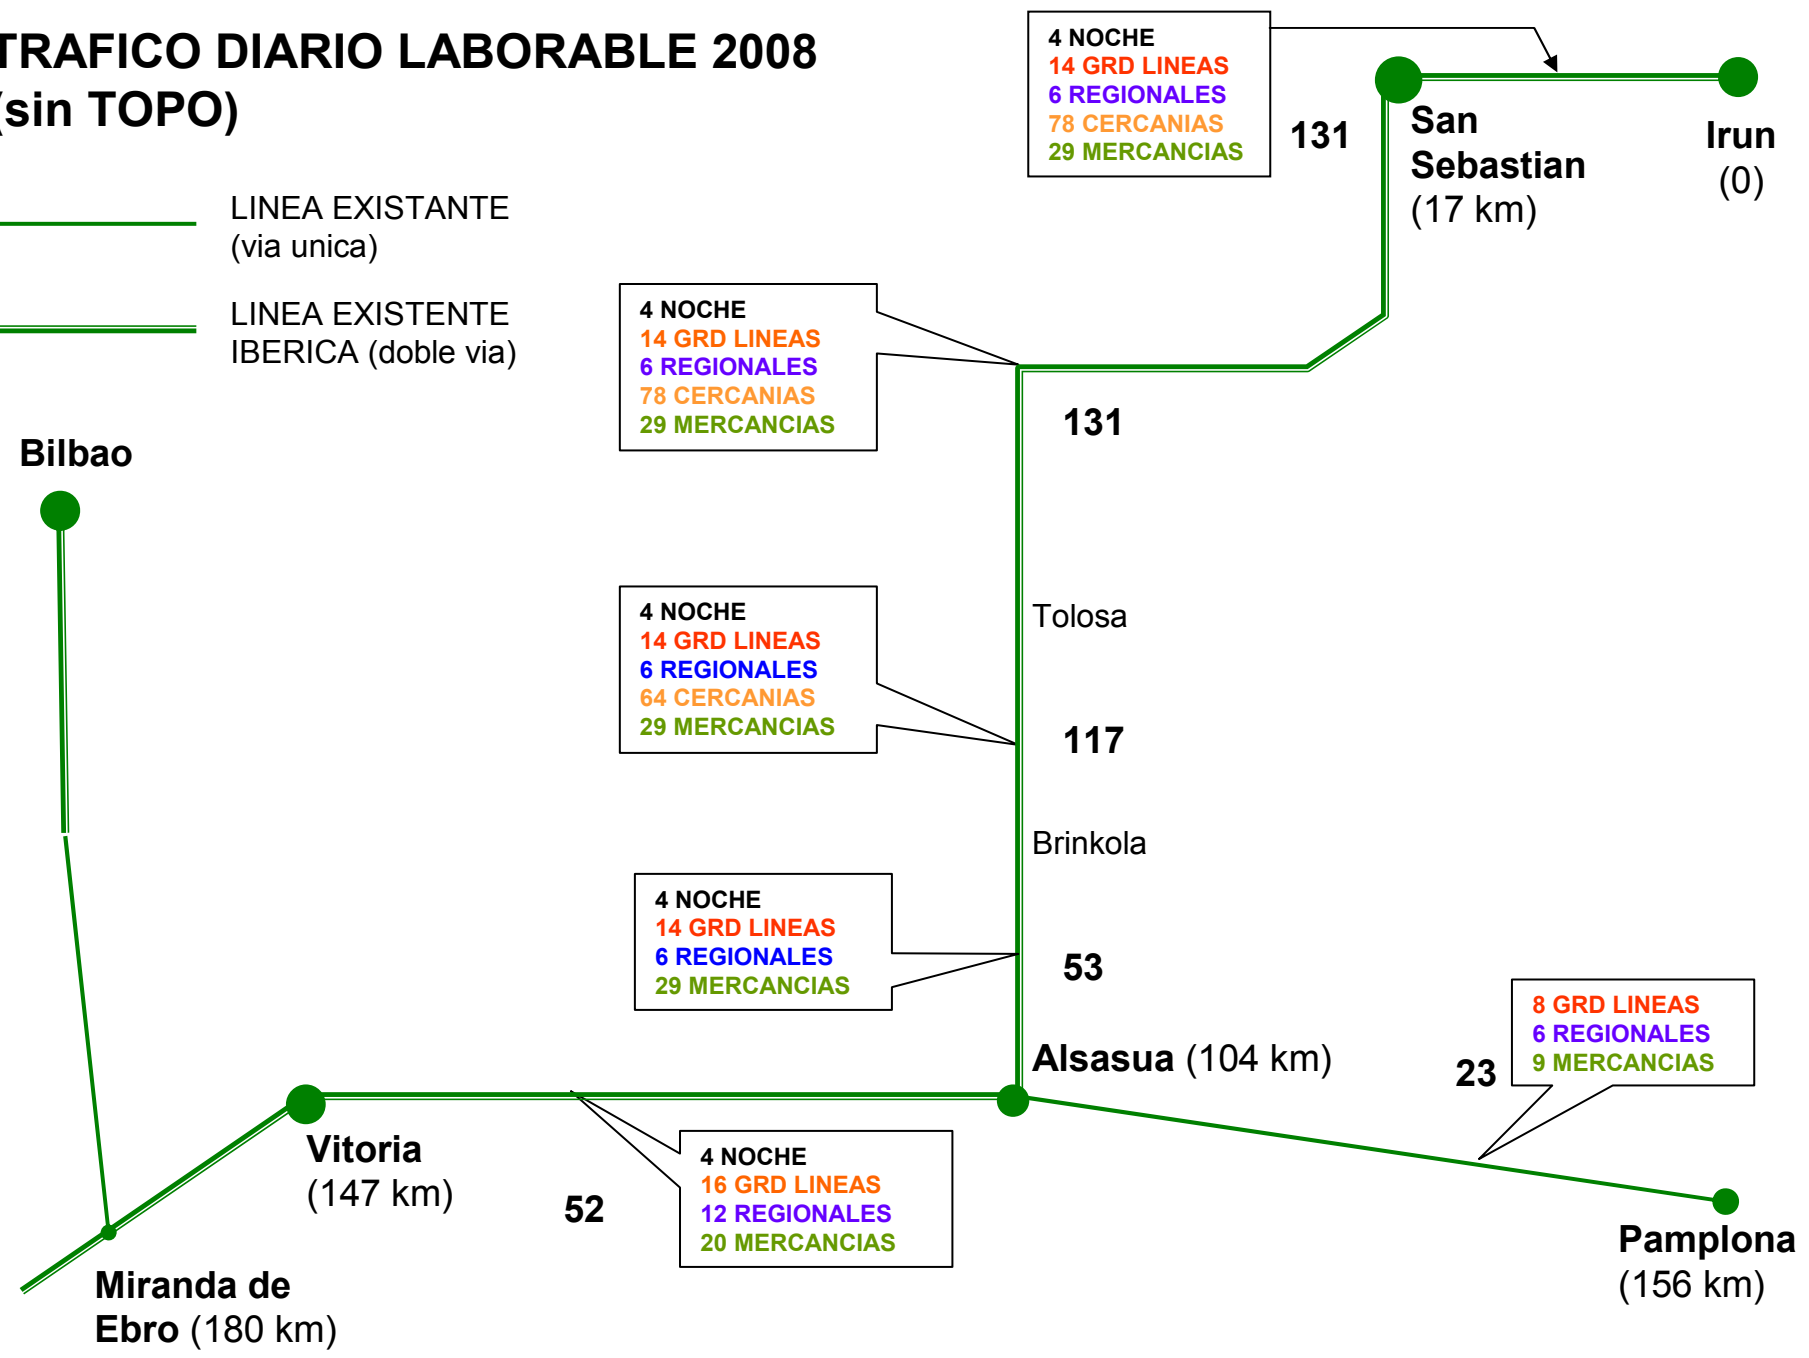 TRAFICO DIARIO LABORABLE 2008
(sin TOPO)
LINEA EXISTANTE
(via unica)
LINEA EXISTENTE
IBERICA (doble via)
4 NOCHE
14 GRD LINEAS
6 REGIONALES
78 CERCANIAS
29 MERCANCIAS
131
San
Sebastian
(17 km)
Irun
(0)
4 NOCHE
14 GRD LINEAS
6 REGIONALES
78 CERCANIAS
29 MERCANCIAS
131
Bilbao
4 NOCHE
14 GRD LINEAS
6 REGIONALES
64 CERCANIAS
29 MERCANCIAS
Tolosa
117
Brinkola
4 NOCHE
14 GRD LINEAS
6 REGIONALES
29 MERCANCIAS
53
Alsasua (104 km)
23
8 GRD LINEAS
6 REGIONALES
9 MERCANCIAS
Vitoria
(147 km)
52
4 NOCHE
16 GRD LINEAS
12 REGIONALES
20 MERCANCIAS
Pamplona
(156 km)
Miranda de
Ebro (180 km)